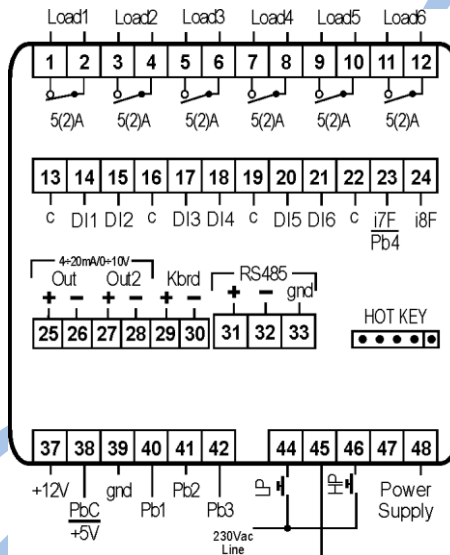 Load1 Load2 Load3 Load4 Load5 Load6
1 2 3 4 5 6 7 8 9 10 11 12
5(2)A 5(2)A 5(2)A 5(2)A 5(2)A 5(2)A
13 14 15 16 17 18 19 20 21 22 23 24
C DI1 DI2 C DI3 DI4 C DI5 DI6 C i7F i8F
Pb4
4÷20mA/0÷10V
Out Out2 Kbrd RS485
+ − + − + − + − gnd
25 26 27 28 29 30 31 32 33
HOT KEY
37 38 39 40 41 42 44 45 46 47 48
+12V PbC gnd Pb1 Pb2 Pb3 LP HP Power
+5V Supply
230Vac
Line